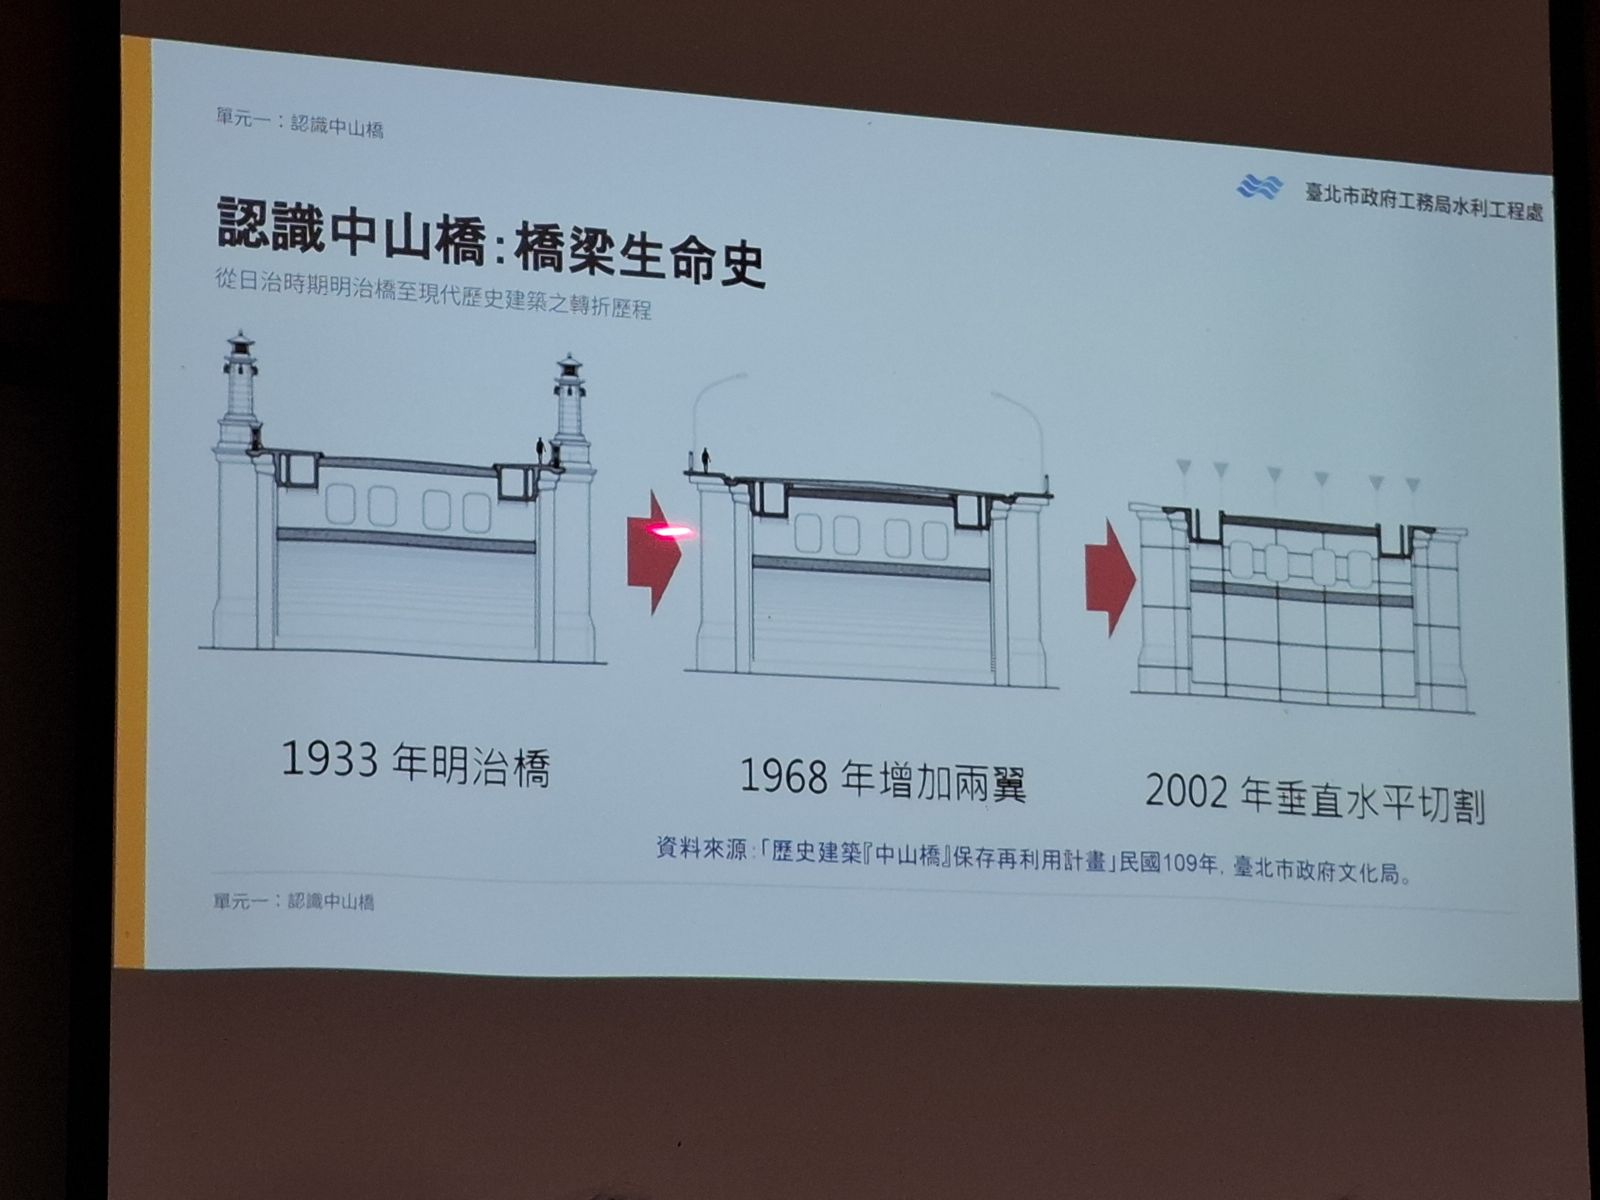 單元一：認識中山橋
臺北市政府工務局水利工程處
認識中山橋：橋梁生命史
從日治時期明治橋至現代歷史建築之轉折歷程
1933 年明治橋
1968 年增加兩翼
2002 年垂直水平切割
資料來源：「歷史建築『中山橋』保存再利用計畫」民國109年，臺北市政府文化局。
單元一：認識中山橋